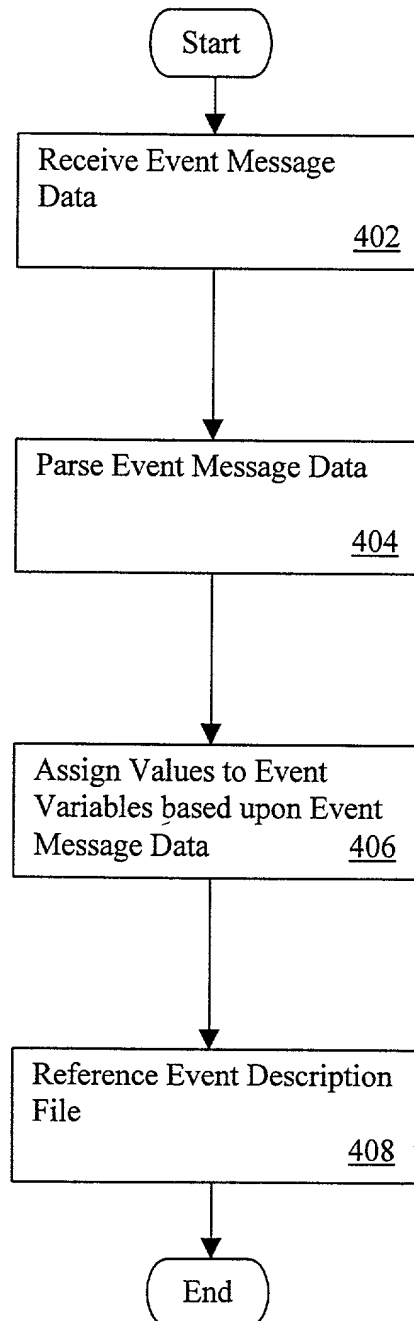 Start
Receive Event Message
Data
402
Parse Event Message Data
404
Assign Values to Event
Variables based upon Event
Message Data 406
Reference Event Description
File
408
End